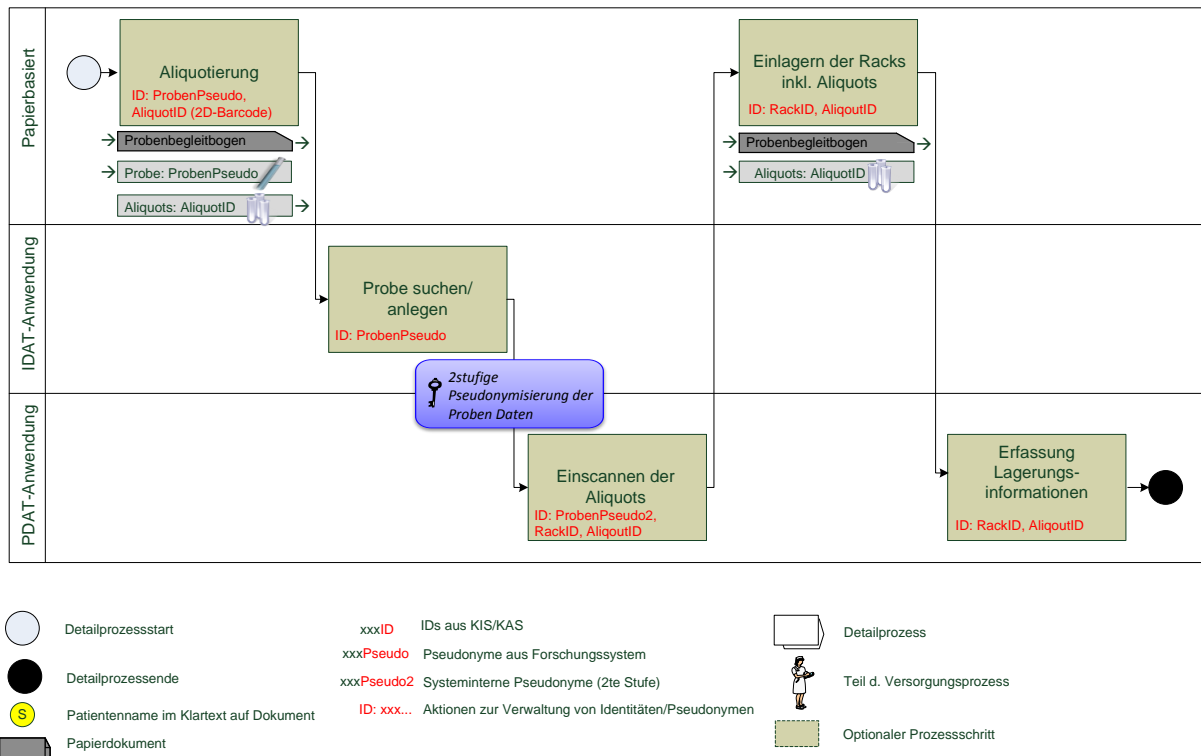 Papierbasiert
Aliquotierung
ID: ProbenPseudo,
AliquotID (2D-Barcode)
Probenbegleitbogen
Probe: ProbenPseudo
Aliquots: AliquotID
Einlagern der Racks
inkl. Aliquots
ID: RackID, AliqoutID
Probenbegleitbogen
Aliquots: AliquotID
IDAT-Anwendung
Probe suchen/
anlegen
ID: ProbenPseudo
2stufige
Pseudonymisierung der
Proben Daten
PDAT-Anwendung
Einscannen der
Aliquots
ID: ProbenPseudo2,
RackID, AliqoutID
Erfassung
Lagerungs-
informationen
ID: RackID, AliqoutID
Detailprozessstart
Detailprozessende
S Patientenname im Klartext auf Dokument
Papierdokument
xxxID IDs aus KIS/KAS
xxxPseudo Pseudonyme aus Forschungssystem
xxxPseudo2 Systeminterne Pseudonyme (2te Stufe)
ID: xxx... Aktionen zur Verwaltung von Identitäten/Pseudonymen
Detailprozess
Teil d. Versorgungsprozess
Optionaler Prozessschritt